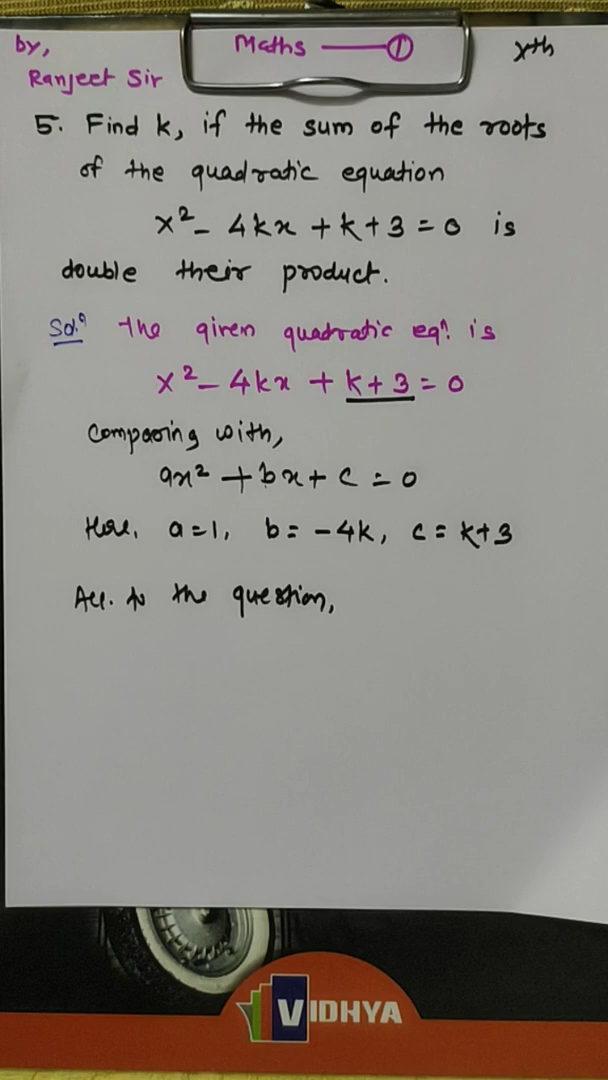 by,
Ranjeet Sir
Maths — ①
Xth
5. Find k, if the sum of the roots
of the quadratic equation
x² - 4kx + k + 3 = 0 is
double their product.
Solⁿ The given quadratic eqⁿ. is
x² - 4kx + k + 3 = 0
Comparing with,
ax² + bx + c = 0
Here, a = 1, b = -4k, c = k + 3
Acc. to the question,
VIDHYA